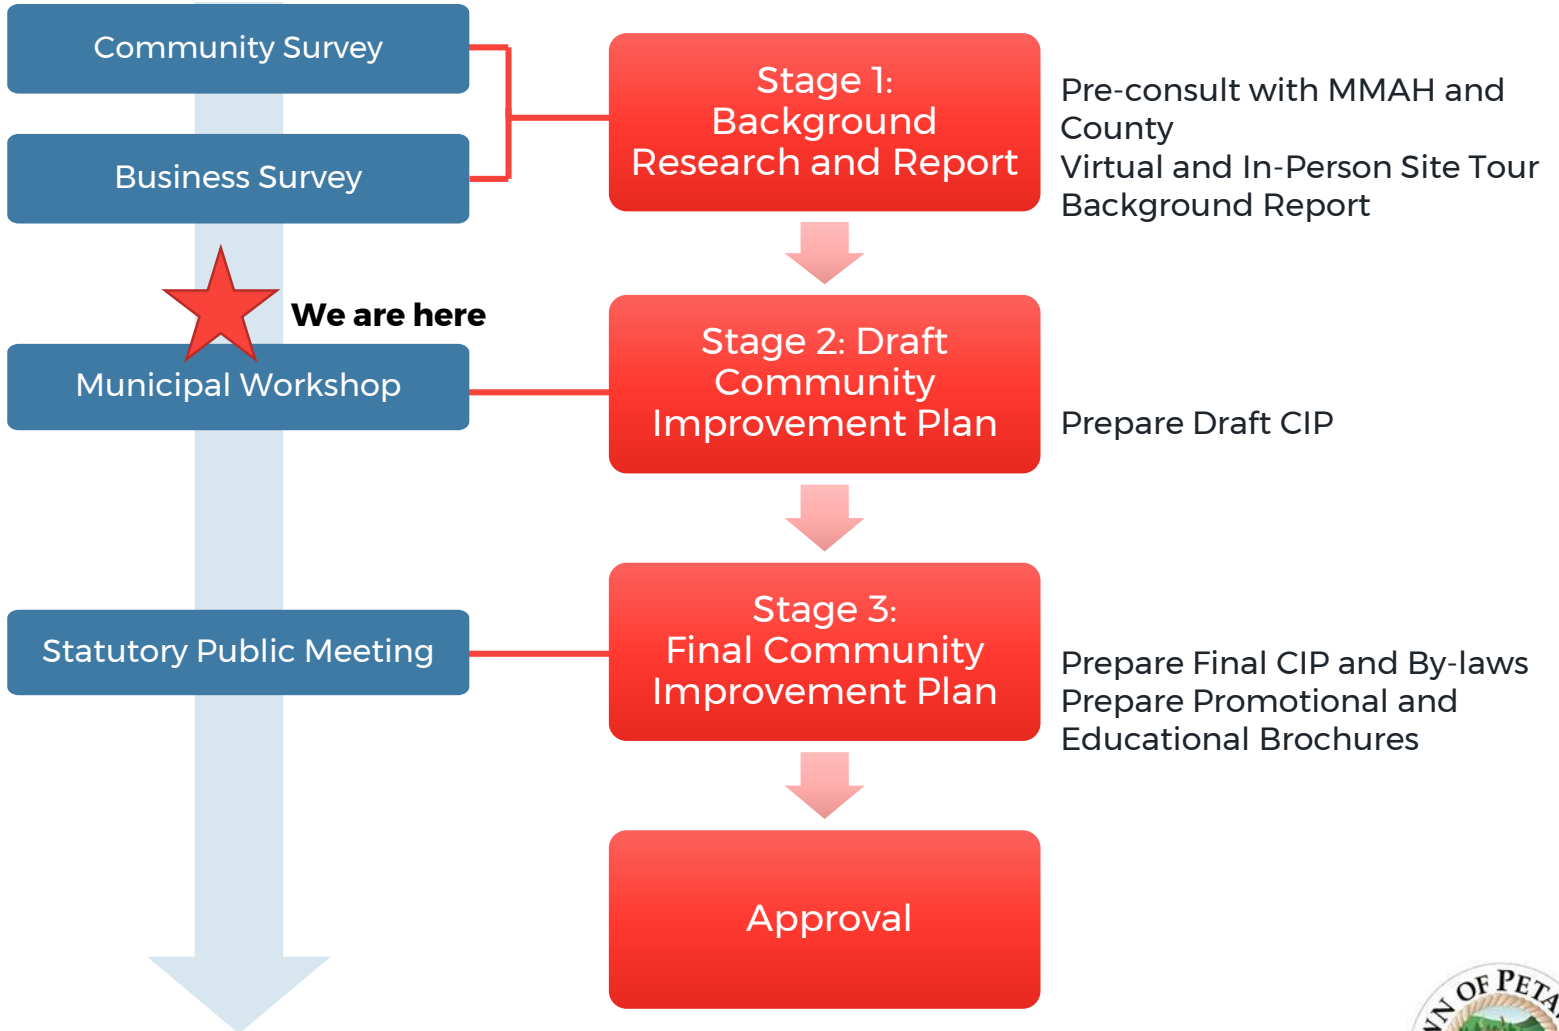 Community Survey
Business Survey
We are here
Municipal Workshop
Statutory Public Meeting
Stage 1:
Background
Research and Report
Pre-consult with MMAH and
County
Virtual and In-Person Site Tour
Background Report
Stage 2: Draft
Community
Improvement Plan
Prepare Draft CIP
Stage 3:
Final Community
Improvement Plan
Prepare Final CIP and By-laws
Prepare Promotional and
Educational Brochures
Approval
OF